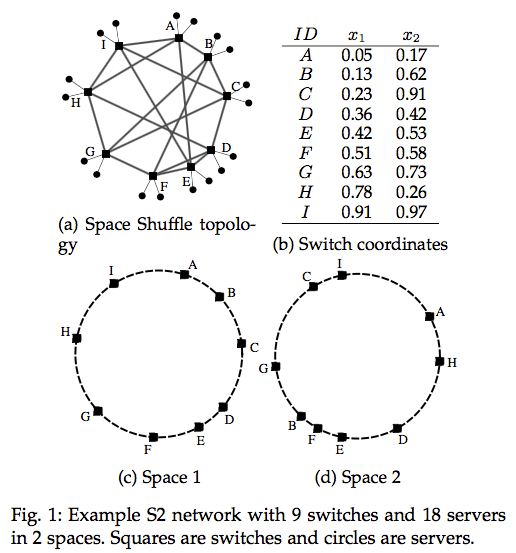 A
B
I
C
H
D
G
E
F
(a) Space Shuffle topolo-
gy
ID x1 x2
A 0.05 0.17
B 0.13 0.62
C 0.23 0.91
D 0.36 0.42
E 0.42 0.53
F 0.51 0.58
G 0.63 0.73
H 0.78 0.26
I 0.91 0.97
(b) Switch coordinates
I
A
B
H
C
G
D
E
F
(c) Space 1
I
C
A
G
H
B
F
D
E
(d) Space 2
Fig. 1: Example S2 network with 9 switches and 18 servers
in 2 spaces. Squares are switches and circles are servers.